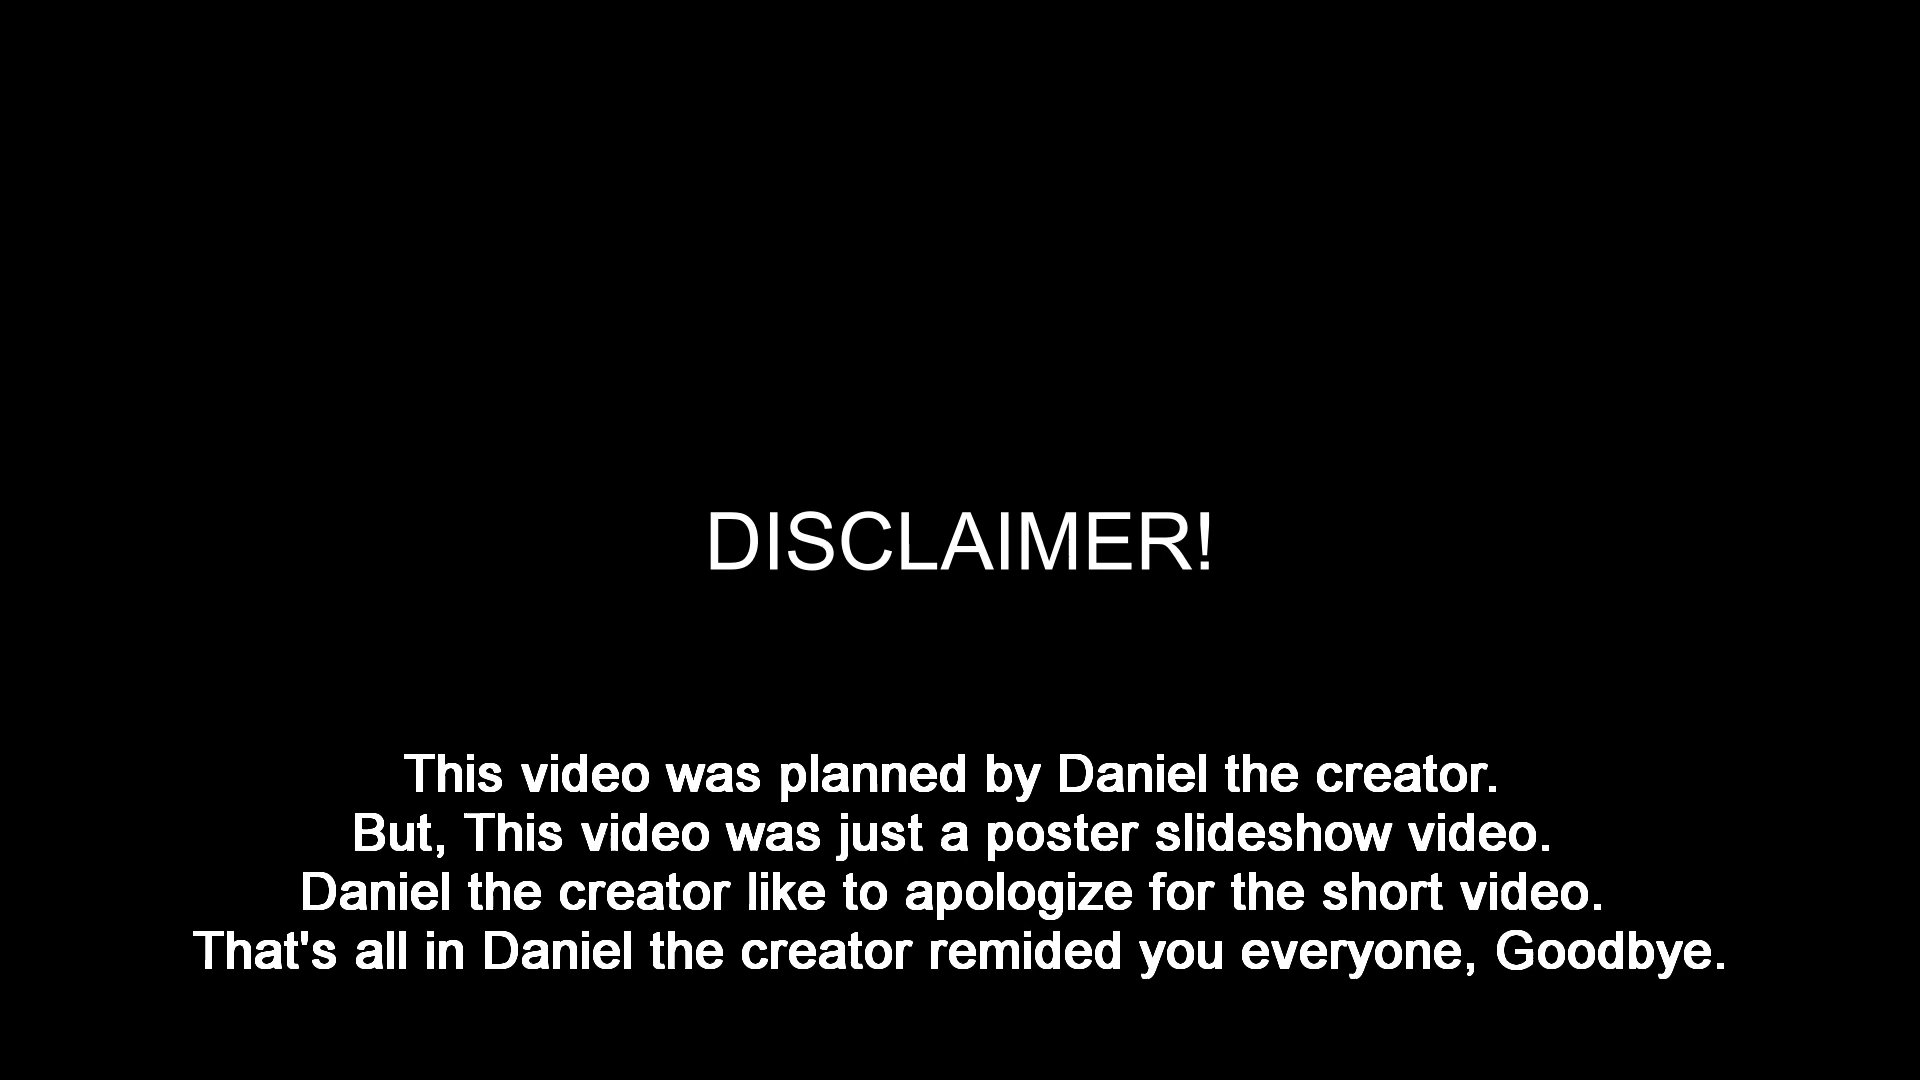 DISCLAIMER!
This video was planned by Daniel the creator.
But, This video was just a poster slideshow video.
Daniel the creator like to apologize for the short video.
That's all in Daniel the creator remided you everyone, Goodbye.